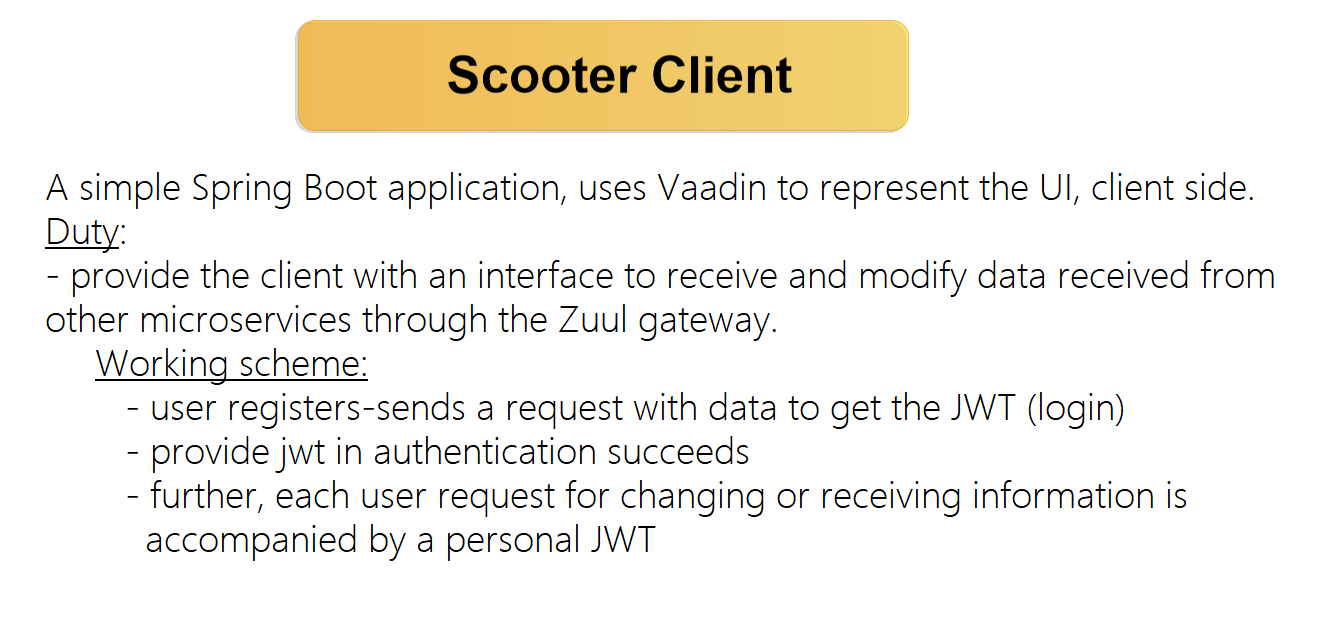 Scooter Client
A simple Spring Boot application, uses Vaadin to represent the UI, client side.
Duty:
- provide the client with an interface to receive and modify data received from
other microservices through the Zuul gateway.
Working scheme:
- user registers-sends a request with data to get the JWT (login)
- provide jwt in authentication succeeds
- further, each user request for changing or receiving information is
accompanied by a personal JWT